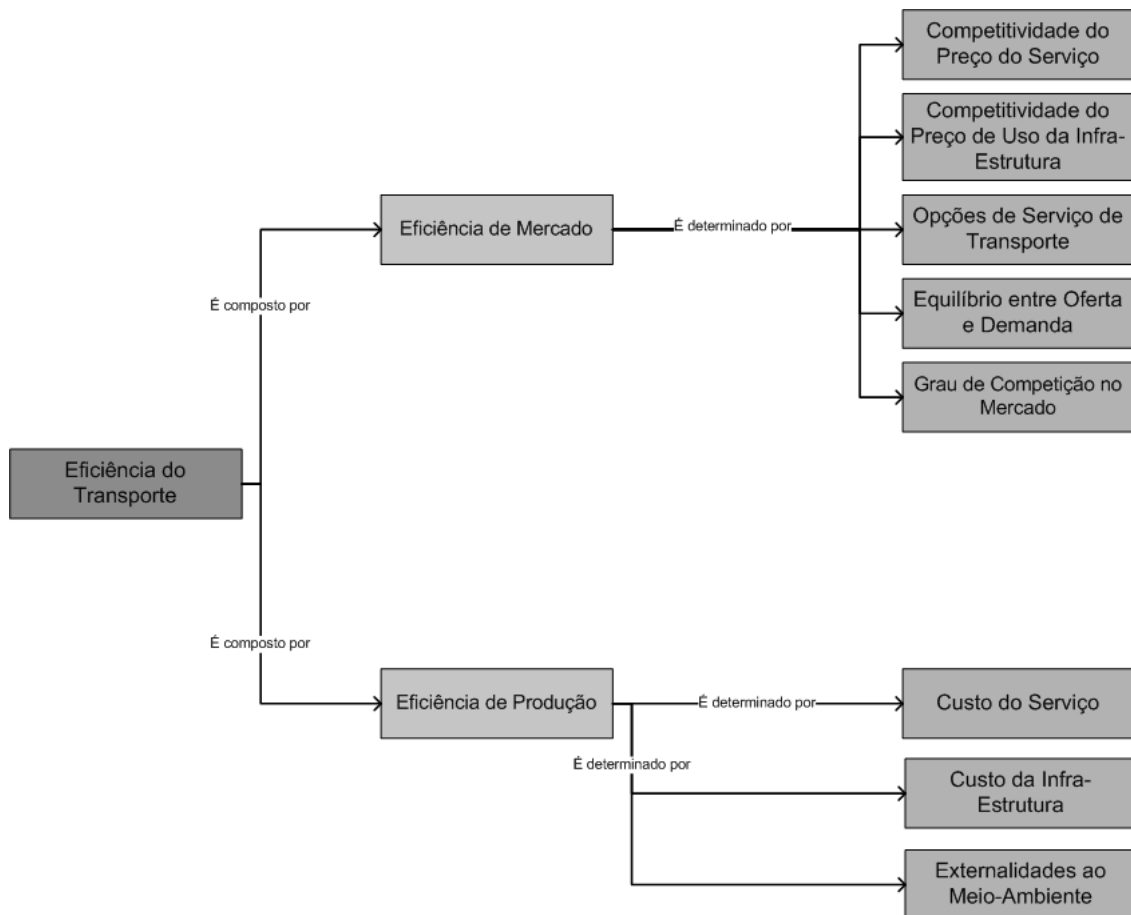 Competitividade do
Preço do Serviço
Competitividade do
Preço de Uso da Infra-
Estrutura
Eficiência de Mercado
É determinado por
Opções de Serviço de
Transporte
É composto por
Equilíbrio entre Oferta
e Demanda
Grau de Competição no
Mercado
Eficiência do
Transporte
É composto por
Eficiência de Produção
É determinado por
Custo do Serviço
É determinado por
Custo da Infra-
Estrutura
Externalidades ao
Meio-Ambiente